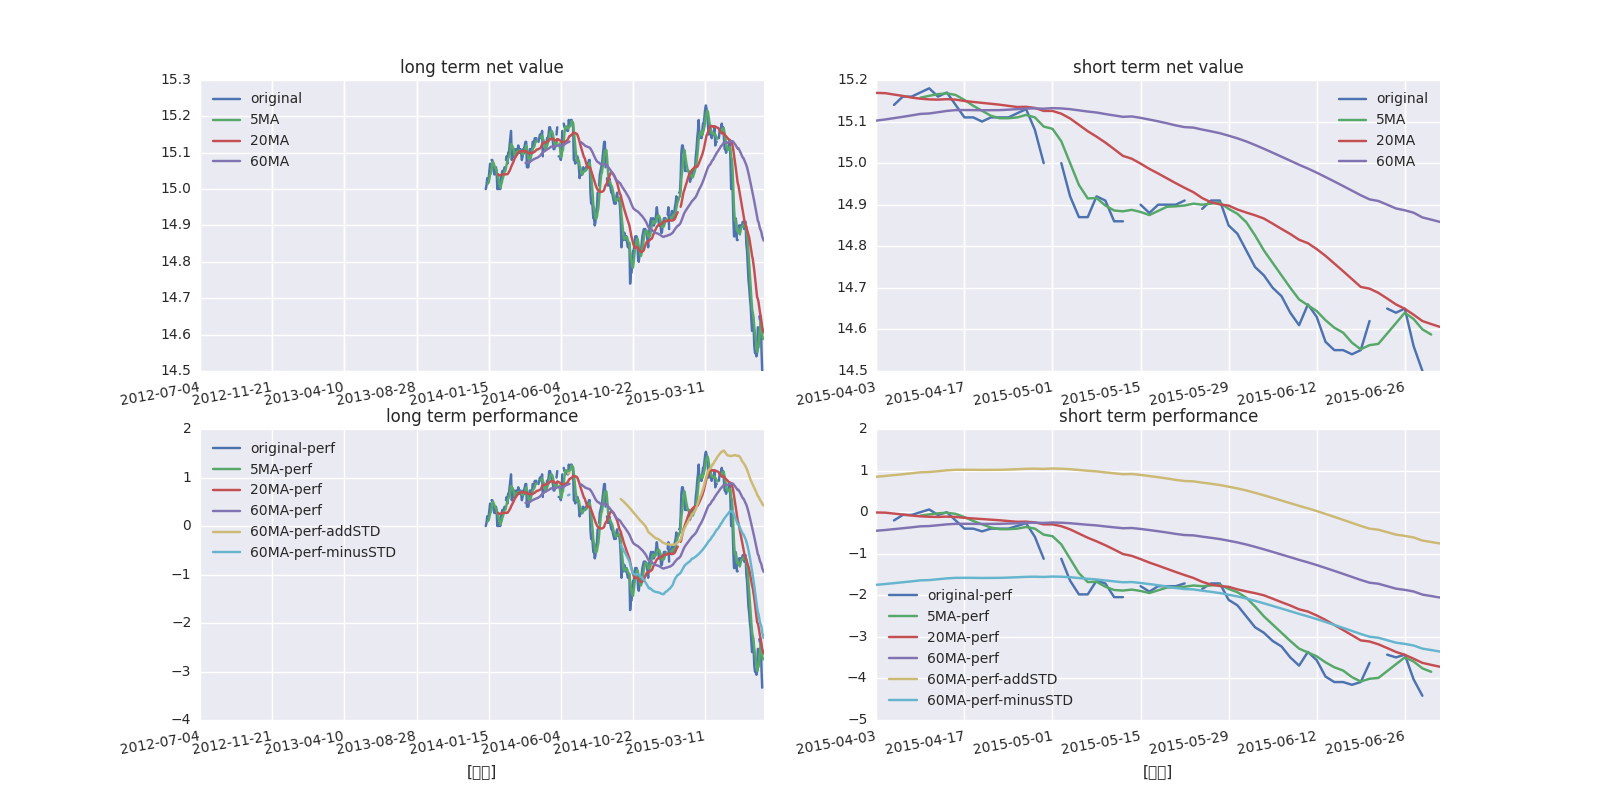 long term net value
15.3
15.2
15.1
15.0
14.9
14.8
14.7
14.6
14.5
original
5MA
20MA
60MA
2012-07-04
2012-11-21
2013-04-10
2013-08-28
2014-01-15
2014-06-04
2014-10-22
2015-03-11
short term net value
15.2
15.1
15.0
14.9
14.8
14.7
14.6
14.5
original
5MA
20MA
60MA
2015-04-03
2015-04-17
2015-05-01
2015-05-15
2015-05-29
2015-06-12
2015-06-26
long term performance
2
1
0
−1
−2
−3
−4
original-perf
5MA-perf
20MA-perf
60MA-perf
60MA-perf-addSTD
60MA-perf-minusSTD
2012-07-04
2012-11-21
2013-04-10
2013-08-28
2014-01-15
2014-06-04
2014-10-22
2015-03-11
short term performance
2
1
0
−1
−2
−3
−4
−5
original-perf
5MA-perf
20MA-perf
60MA-perf
60MA-perf-addSTD
60MA-perf-minusSTD
2015-04-03
2015-04-17
2015-05-01
2015-05-15
2015-05-29
2015-06-12
2015-06-26